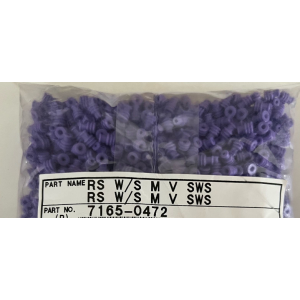 PART NAME RS W/S M V SWS
RS W/S M V SWS
PART NO. 7165-0472
(P)